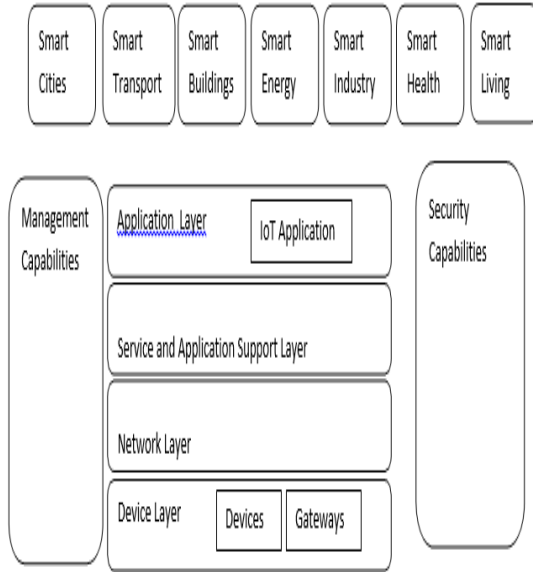 Smart
Cities
Smart
Transport
Smart
Buildings
Smart
Energy
Smart
Industry
Smart
Health
Smart
Living
Management
Capabilities
Application Layer
IoT Application
Service and Application Support Layer
Network Layer
Device Layer
Devices
Gateways
Security
Capabilities